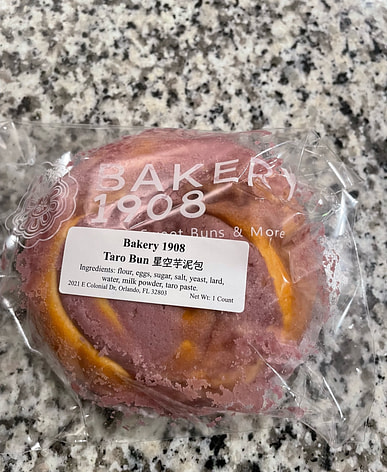 BAKERY
1908
Sweet Buns & More
Bakery 1908
Taro Bun 星空芋泥包
Ingredients: flour, eggs, sugar, salt, yeast, lard,
water, milk powder, taro paste.
2021 E Colonial Dr, Orlando, FL 32803
Net Wt: 1 Count